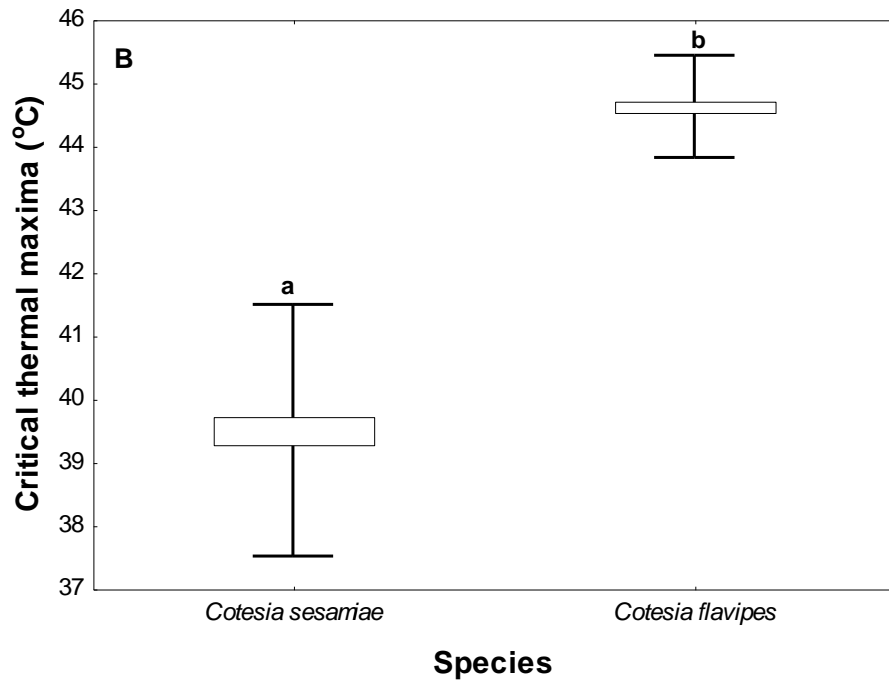 46
45
44
43
42
41
40
39
38
37
Critical thermal maxima (°C)
B
a
b
Cotesia sesamiae
Cotesia flavipes
Species